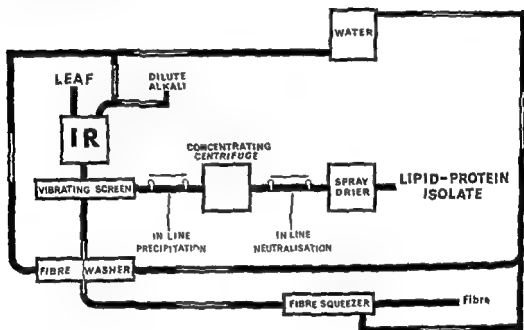 WATER
LEAF
DILUTE
ALKALI
IR
CONCENTRATING
CENTRIFUGE
VIBRATING SCREEN
SPRAY
DRIER
LIPID-PROTEIN
ISOLATE
IN LINE
PRECIPITATION
IN LINE
NEUTRALISATION
FIBRE WASHER
FIBRE SQUEEZER
Fibre